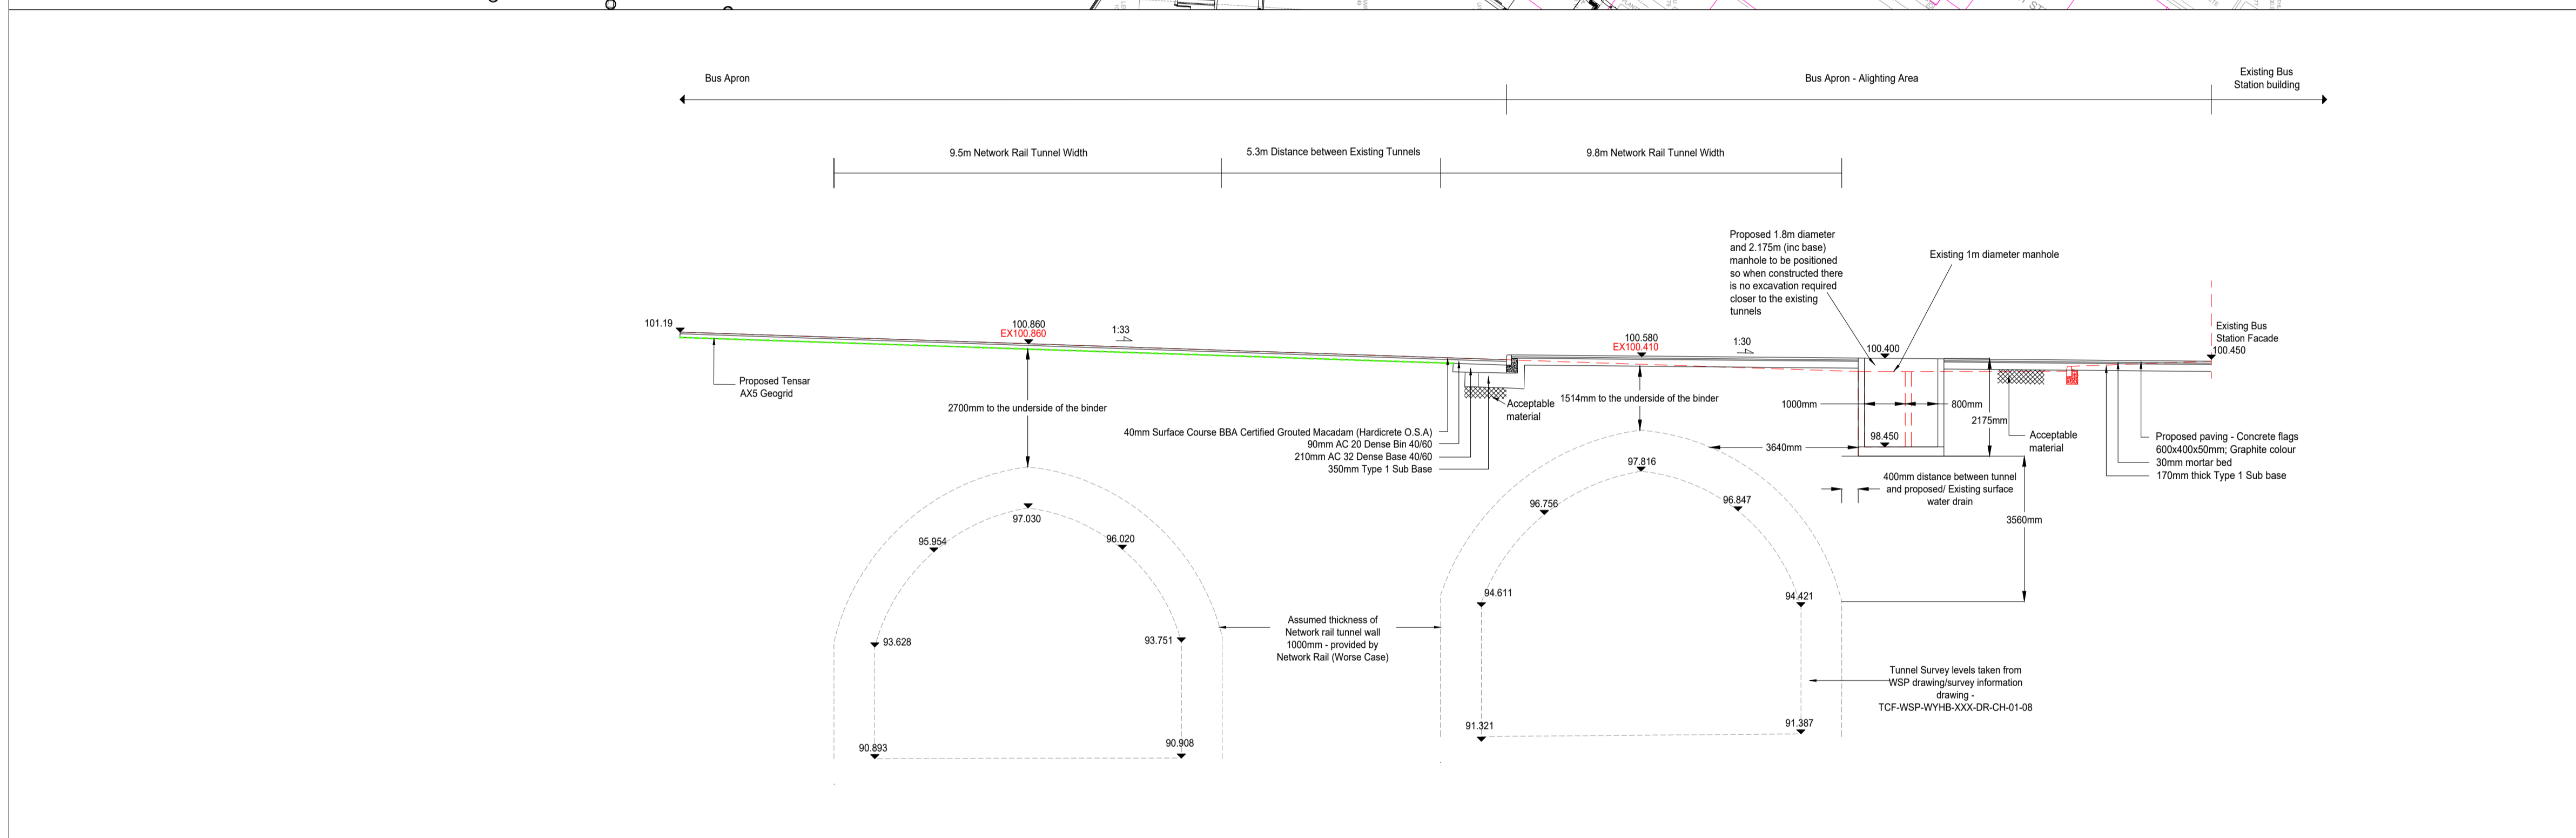 Bus Apron
Bus Apron - Alighting Area
Existing Bus
Station building
9.5m Network Rail Tunnel Width
5.3m Distance between Existing Tunnels
9.8m Network Rail Tunnel Width
Proposed 1.8m diameter
and 2.175m (inc base)
manhole to be positioned
so when constructed there
is no excavation required
closer to the existing
tunnels
Existing 1m diameter manhole
101.19
100.860
EX100.860
1:33
100.580
EX100.410
1:30
100.400
Existing Bus
Station Facade
100.450
Proposed Tensar
AX5 Geogrid
2700mm to the underside of the binder
Acceptable
material
1514mm to the underside of the binder
1000mm
800mm
2175mm
40mm Surface Course BBA Certified Grouted Macadam (Hardicrete O.S.A)
90mm AC 20 Dense Bin 40/60
210mm AC 32 Dense Base 40/60
350mm Type 1 Sub Base
3640mm
98.450
Acceptable
material
Proposed paving - Concrete flags
600x400x50mm; Graphite colour
30mm mortar bed
170mm thick Type 1 Sub base
400mm distance between tunnel
and proposed/ Existing surface
water drain
3560mm
97.030
95.954
96.020
93.628
93.751
90.893
90.908
97.816
96.756
96.847
94.611
94.421
91.321
91.387
Assumed thickness of
Network rail tunnel wall
1000mm - provided by
Network Rail (Worse Case)
Tunnel Survey levels taken from
WSP drawing/survey information
drawing -
TCF-WSP-WYHB-XXX-DR-CH-01-08